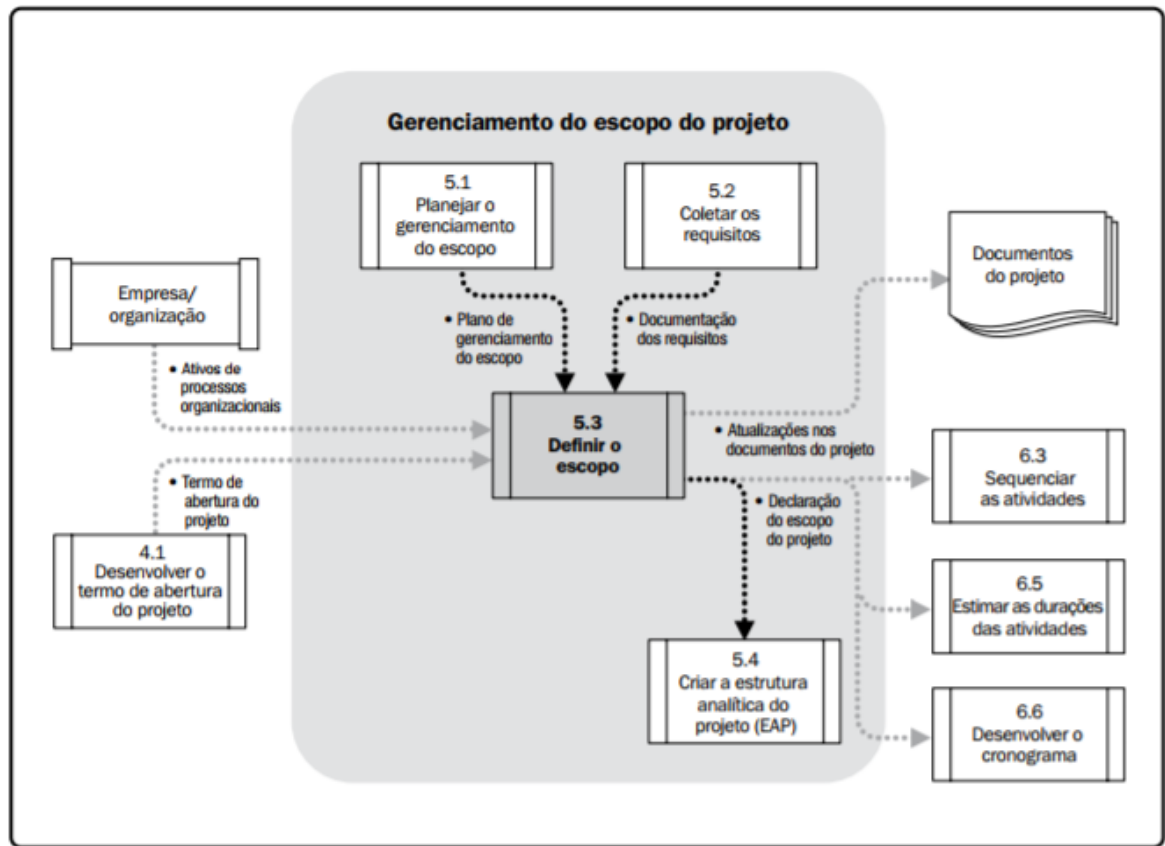 Gerenciamento do escopo do projeto
5.1
Planejar o
gerenciamento
do escopo
5.2
Coletar os
requisitos
Empresa/
organização
Documentos
do projeto
• Plano de
gerenciamento
do escopo
• Documentação
dos requisitos
• Ativos de
processos
organizacionais
5.3
Definir o
escopo
• Atualizações nos
documentos do projeto
• Termo de
abertura do
projeto
• Declaração
do escopo
do projeto
4.1
Desenvolver o
termo de abertura
do projeto
6.3
Sequenciar
as atividades
6.5
Estimar as durações
das atividades
5.4
Criar a estrutura
analítica do
projeto (EAP)
6.6
Desenvolver o
cronograma